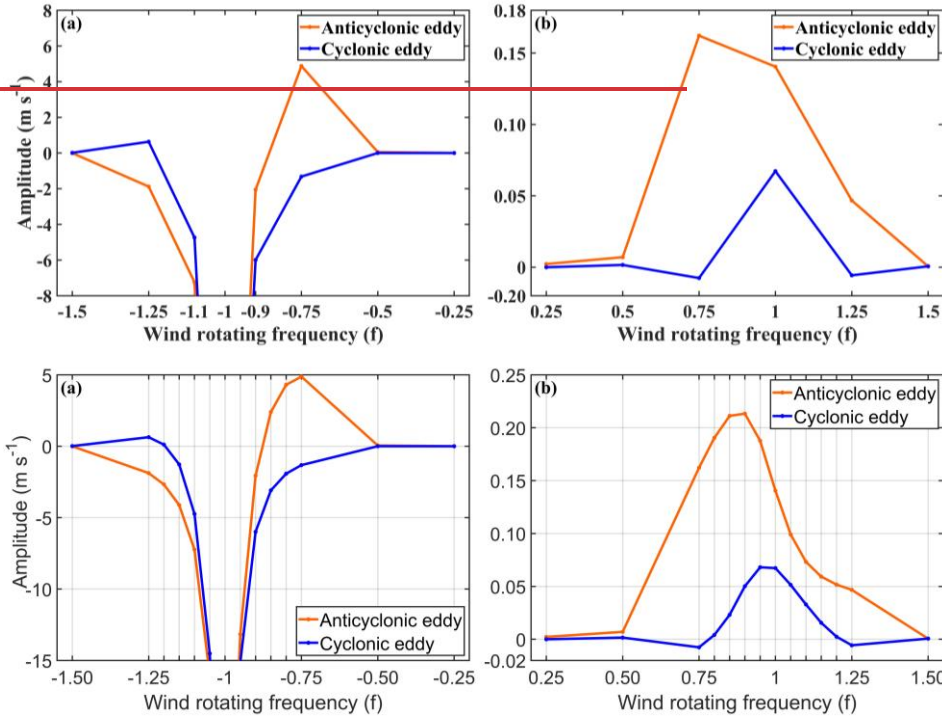 (a)
Anticyclonic eddy
Cyclonic eddy
8
6
4
2
0
-2
-4
-6
-8
Amplitude (m s-1)
-1.5 -1.25 -1.1 -1 -0.9 -0.75 -0.5 -0.25
Wind rotating frequency (f)
(b)
Anticyclonic eddy
Cyclonic eddy
0.18
0.15
0.10
0.05
0
-0.20
0.25 0.5 0.75 1 1.25 1.5
Wind rotating frequency (f)
(a)
5
0
-5
-10
-15
Amplitude (m s-1)
Anticyclonic eddy
Cyclonic eddy
-1.50 -1.25 -1 -0.75 -0.50 -0.25
Wind rotating frequency (f)
(b)
Anticyclonic eddy
Cyclonic eddy
0.25
0.20
0.15
0.10
0.05
0
-0.02
0.25 0.50 0.75 1 1.25 1.50
Wind rotating frequency (f)